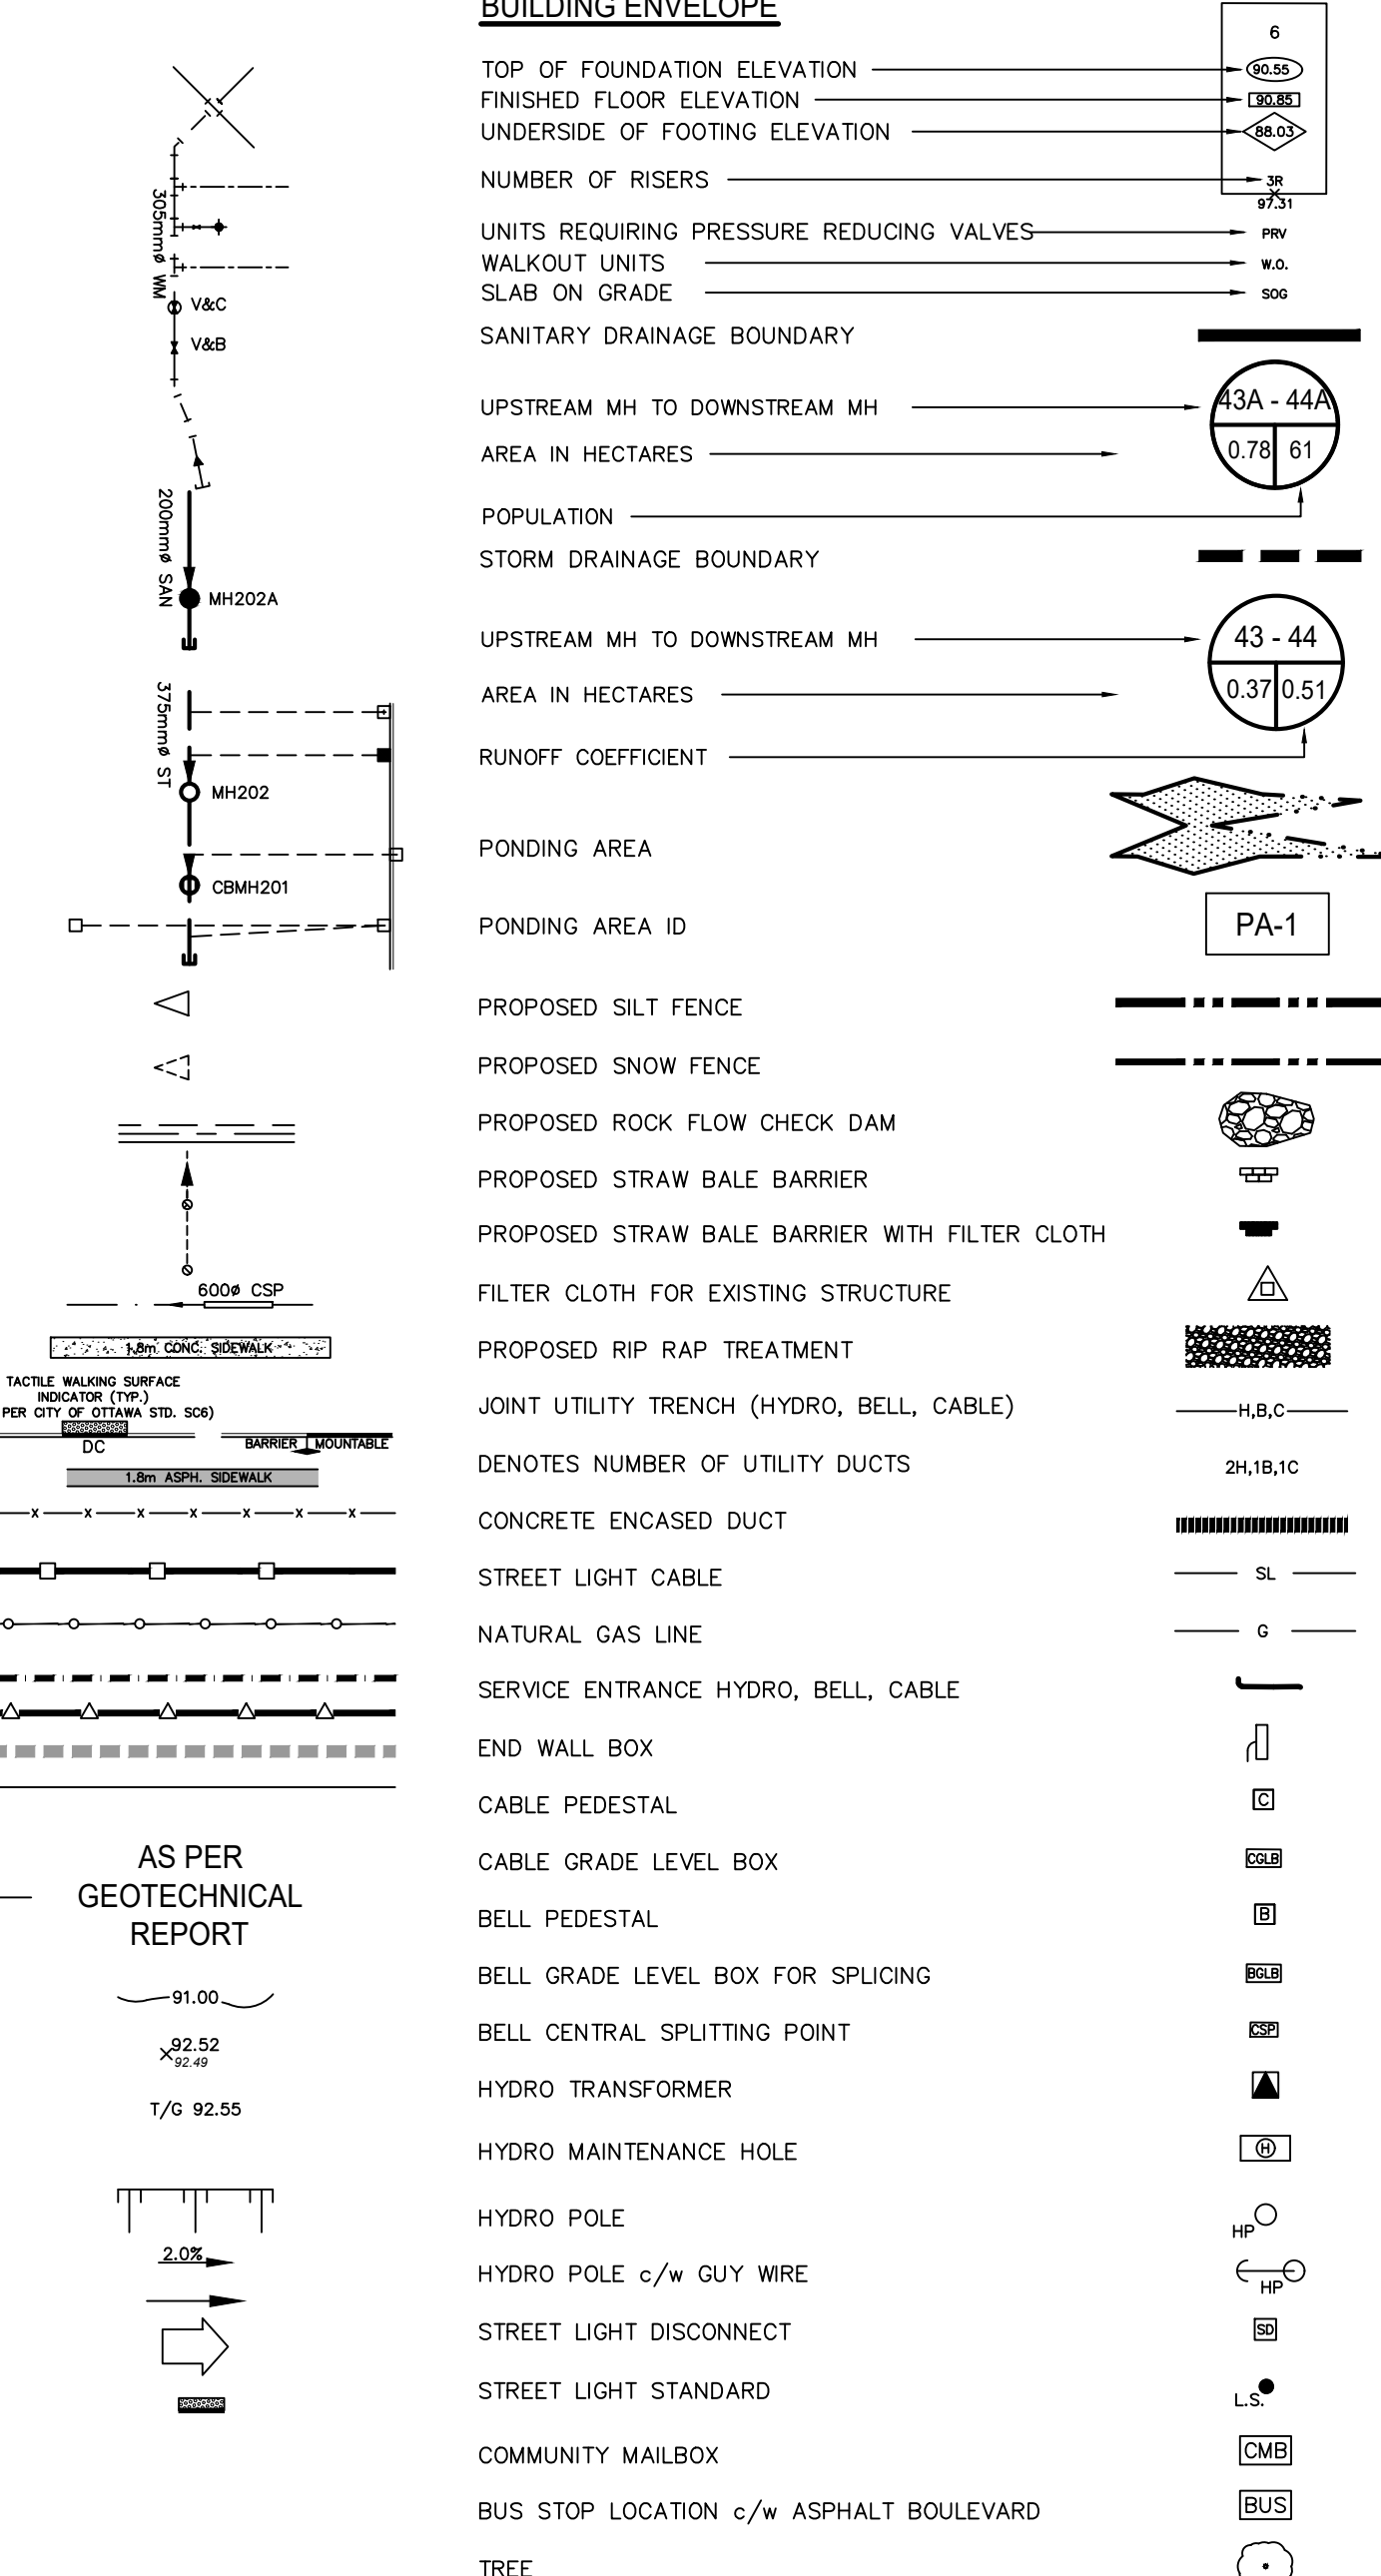 BUILDING ENVELOPE
6
TOP OF FOUNDATION ELEVATION 90.55
FINISHED FLOOR ELEVATION 90.85
UNDERSIDE OF FOOTING ELEVATION 88.03
NUMBER OF RISERS 3R
97.31
UNITS REQUIRING PRESSURE REDUCING VALVES PRV
WALKOUT UNITS W.O.
SLAB ON GRADE SOG
SANITARY DRAINAGE BOUNDARY
UPSTREAM MH TO DOWNSTREAM MH 43A - 44A
AREA IN HECTARES 0.78 61
POPULATION
STORM DRAINAGE BOUNDARY
UPSTREAM MH TO DOWNSTREAM MH 43 - 44
AREA IN HECTARES 0.37 0.51
RUNOFF COEFFICIENT
PONDING AREA
PONDING AREA ID PA-1
PROPOSED SILT FENCE
PROPOSED SNOW FENCE
PROPOSED ROCK FLOW CHECK DAM
PROPOSED STRAW BALE BARRIER
PROPOSED STRAW BALE BARRIER WITH FILTER CLOTH
FILTER CLOTH FOR EXISTING STRUCTURE
PROPOSED RIP RAP TREATMENT
JOINT UTILITY TRENCH (HYDRO, BELL, CABLE) H,B,C
DENOTES NUMBER OF UTILITY DUCTS 2H,1B,1C
CONCRETE ENCASED DUCT
STREET LIGHT CABLE SL
NATURAL GAS LINE G
SERVICE ENTRANCE HYDRO, BELL, CABLE
END WALL BOX
CABLE PEDESTAL C
CABLE GRADE LEVEL BOX CGLB
BELL PEDESTAL B
BELL GRADE LEVEL BOX FOR SPLICING BGLB
BELL CENTRAL SPLITTING POINT CSP
HYDRO TRANSFORMER
HYDRO MAINTENANCE HOLE H
HYDRO POLE HP
HYDRO POLE c/w GUY WIRE HP
STREET LIGHT DISCONNECT SD
STREET LIGHT STANDARD L.S.
COMMUNITY MAILBOX CMB
BUS STOP LOCATION c/w ASPHALT BOULEVARD BUS
TREE
305mmø WM
V&C
V&B
200mmø SAN
MH202A
375mmø ST
MH202
CBMH201
600ø CSP
1.8m CONC. SIDEWALK
TACTILE WALKING SURFACE
INDICATOR (TYP.)
PER CITY OF OTTAWA STD. SC6)
DC
BARRIER MOUNTABLE
1.8m ASPH. SIDEWALK
x x x x x x x
AS PER
GEOTECHNICAL
REPORT
91.00
92.52
92.49
T/G 92.55
2.0%